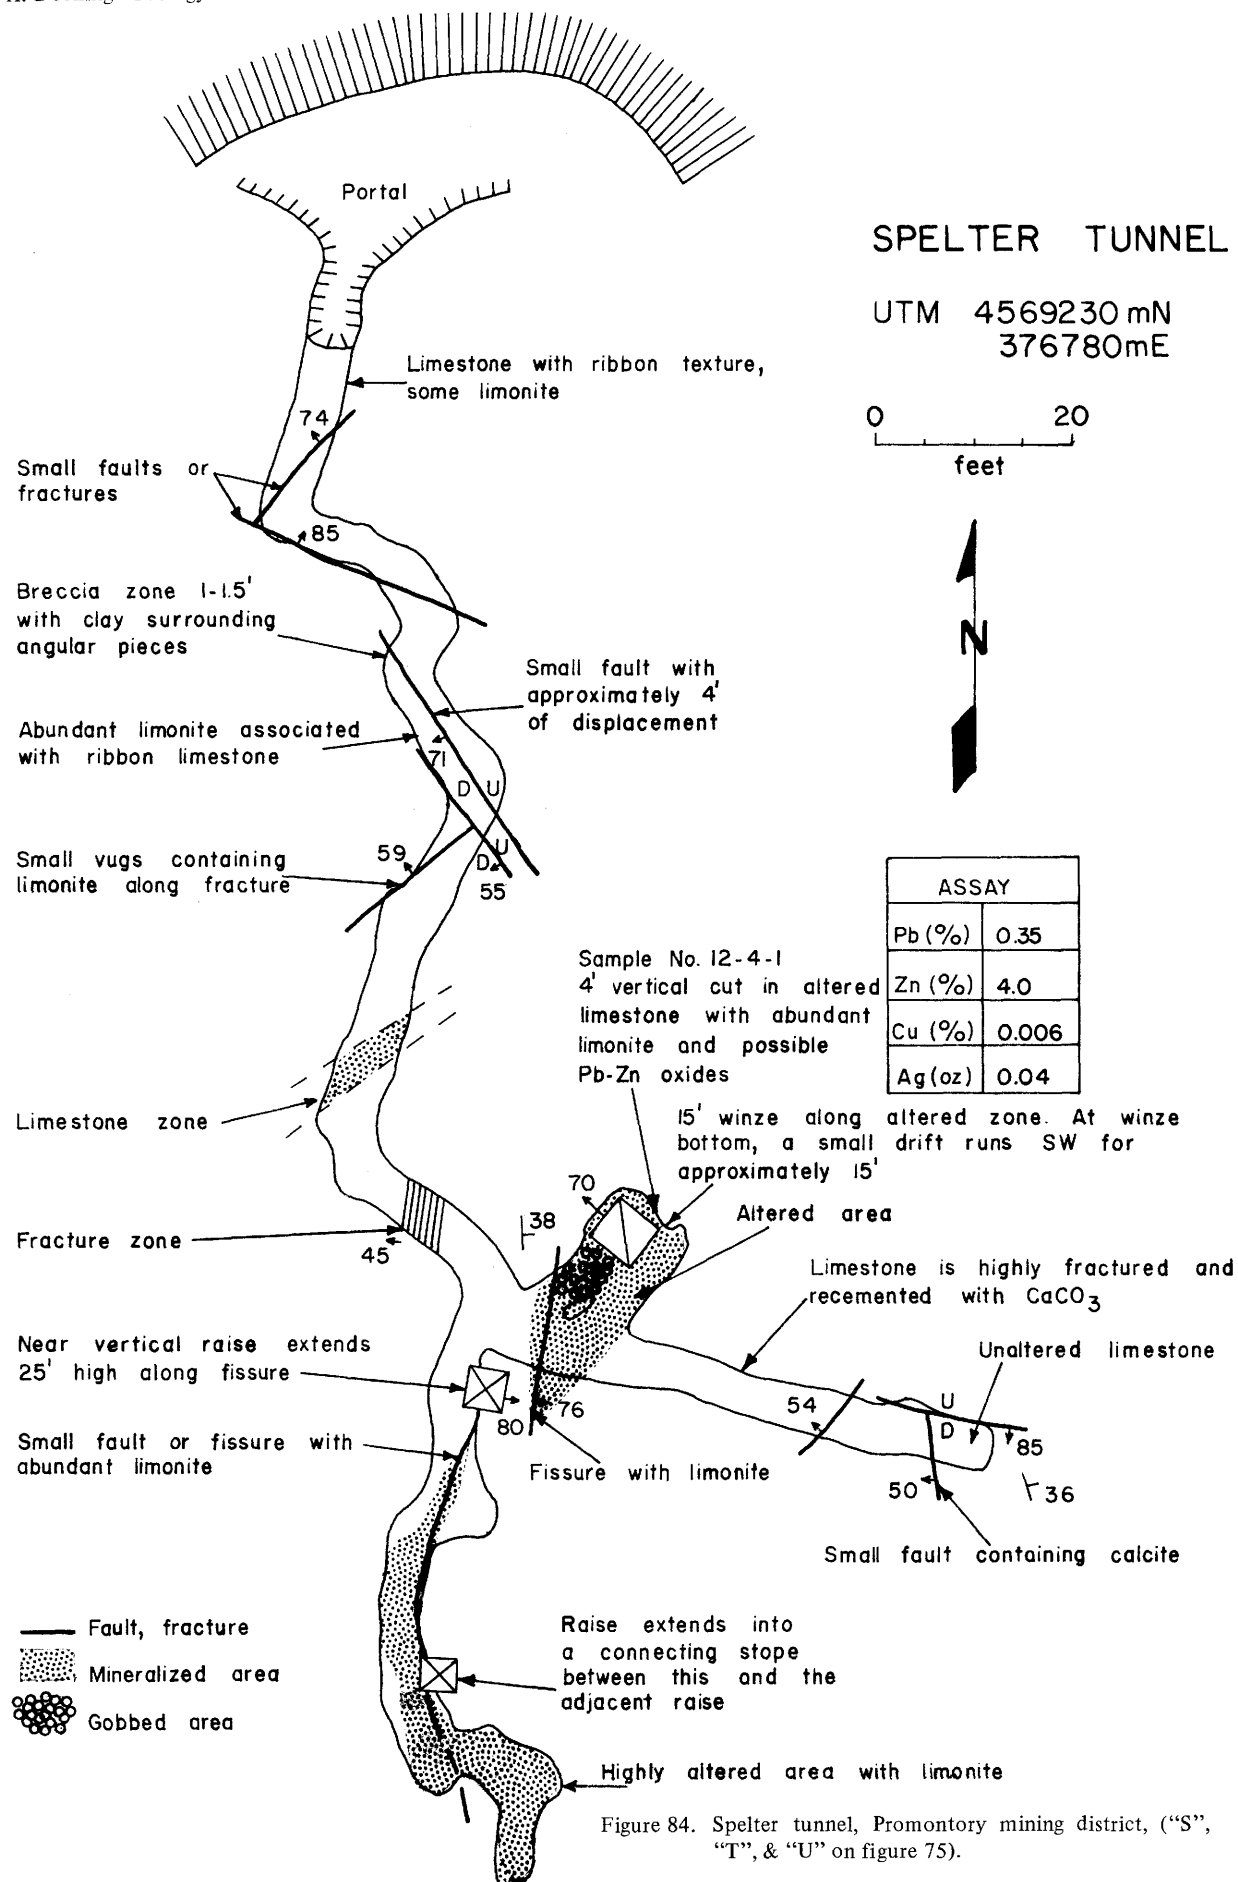 Portal
SPELTER TUNNEL
UTM 4569230 mN
376780mE
0 20
feet
N
Limestone with ribbon texture,
some limonite
74
Small faults or
fractures
85
Breccia zone 1-1.5'
with clay surrounding
angular pieces
Small fault with
approximately 4'
of displacement
Abundant limonite associated
with ribbon limestone
71
D U
U
D
55
59
Small vugs containing
limonite along fracture
ASSAY
Pb (%) 0.35
Zn (%) 4.0
Cu (%) 0.006
Ag (oz) 0.04
Sample No. 12-4-1
4' vertical cut in altered
limestone with abundant
limonite and possible
Pb-Zn oxides
Limestone zone
15' winze along altered zone. At winze
bottom, a small drift runs SW for
approximately 15'
70
38
Altered area
Fracture zone
45
Limestone is highly fractured and
recemented with CaCO3
Near vertical raise extends
25' high along fissure
Unaltered limestone
80
76
54
U
D
85
50
36
Small fault or fissure with
abundant limonite
Fissure with limonite
Small fault containing calcite
Fault, fracture
Mineralized area
Gobbed area
Raise extends into
a connecting stope
between this and the
adjacent raise
Highly altered area with limonite
Figure 84. Spelter tunnel, Promontory mining district, (“S”,
“T”, & “U” on figure 75).